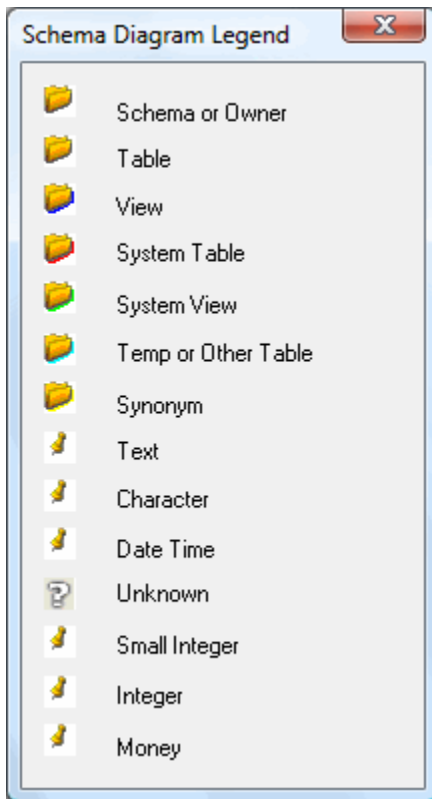 Schema Diagram Legend
Schema or Owner
Table
View
System Table
System View
Temp or Other Table
Synonym
Text
Character
Date Time
Unknown
Small Integer
Integer
Money